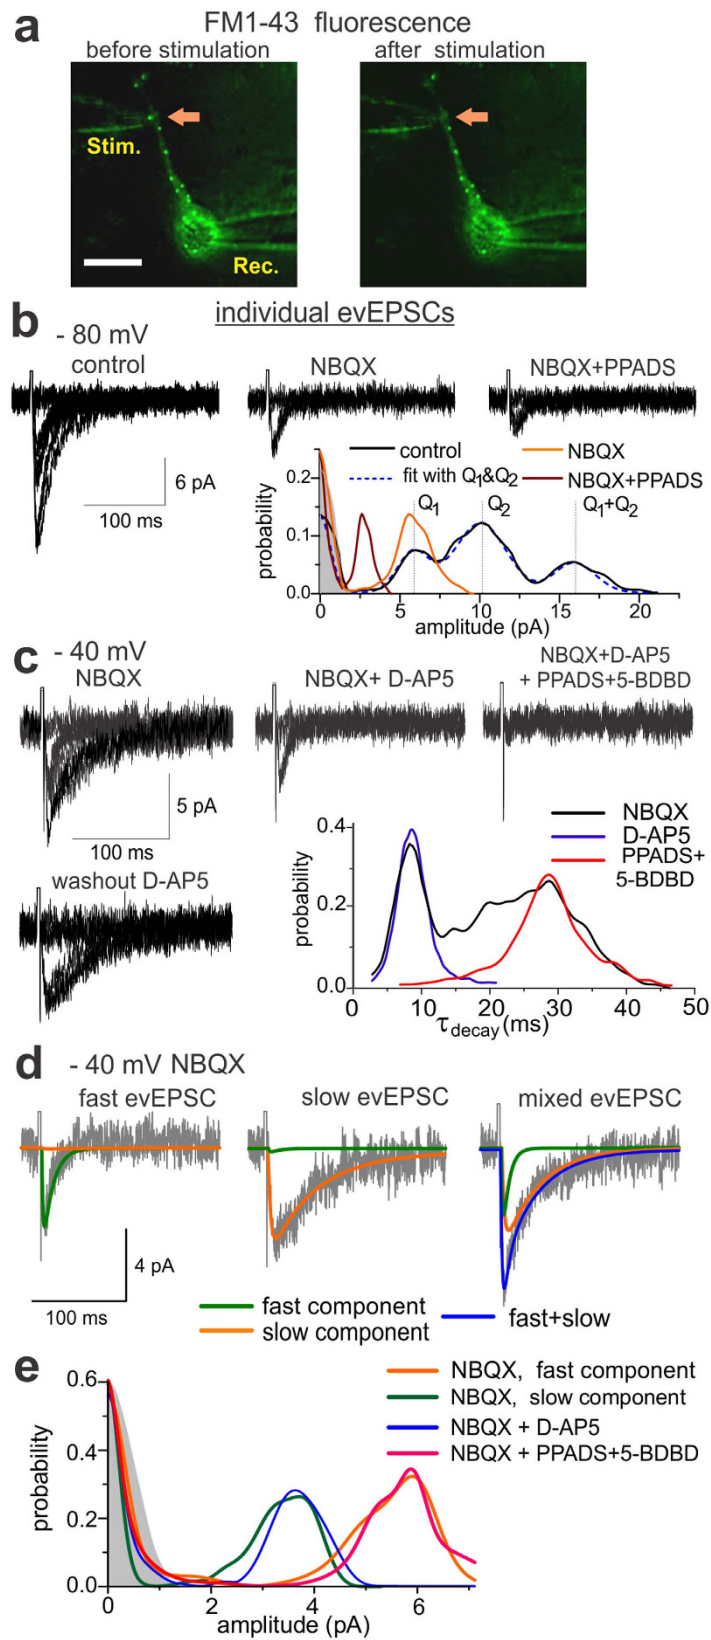 a
FM1-43 fluorescence
before stimulation
after stimulation
Stim.
Rec.
b
individual evEPSCs
- 80 mV
control
NBQX
NBQX+PPADS
6 pA
100 ms
control
NBQX
fit with Q1&Q2
NBQX+PPADS
Q1
Q2
Q1+Q2
0.2
0.1
0.0
probability
0 5 10 15 20
amplitude (pA)
c
- 40 mV
NBQX
NBQX+ D-AP5
NBQX+D-AP5
+ PPADS+5-BDBD
5 pA
100 ms
washout D-AP5
NBQX
D-AP5
PPADS+
5-BDBD
0.4
0.2
0.0
probability
0 10 20 30 40 50
τdecay (ms)
d
- 40 mV NBQX
fast evEPSC
slow evEPSC
mixed evEPSC
4 pA
100 ms
fast component
slow component
fast+slow
e
NBQX, fast component
NBQX, slow component
NBQX + D-AP5
NBQX + PPADS+5-BDBD
0.6
0.4
0.2
0.0
probability
0 2 4 6
amplitude (pA)